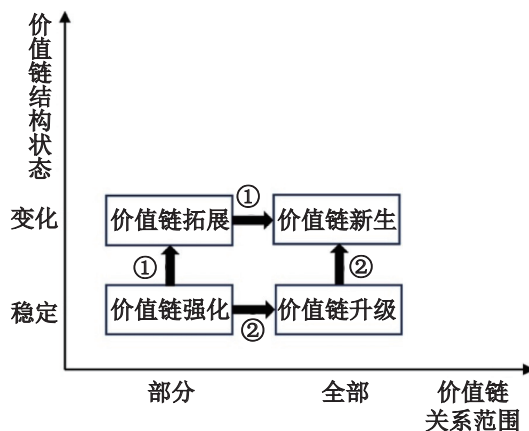 价值链结构状态
变化
稳定
价值链拓展
①
价值链新生
①
②
价值链强化
②
价值链升级
部分
全部
价值链
关系范围